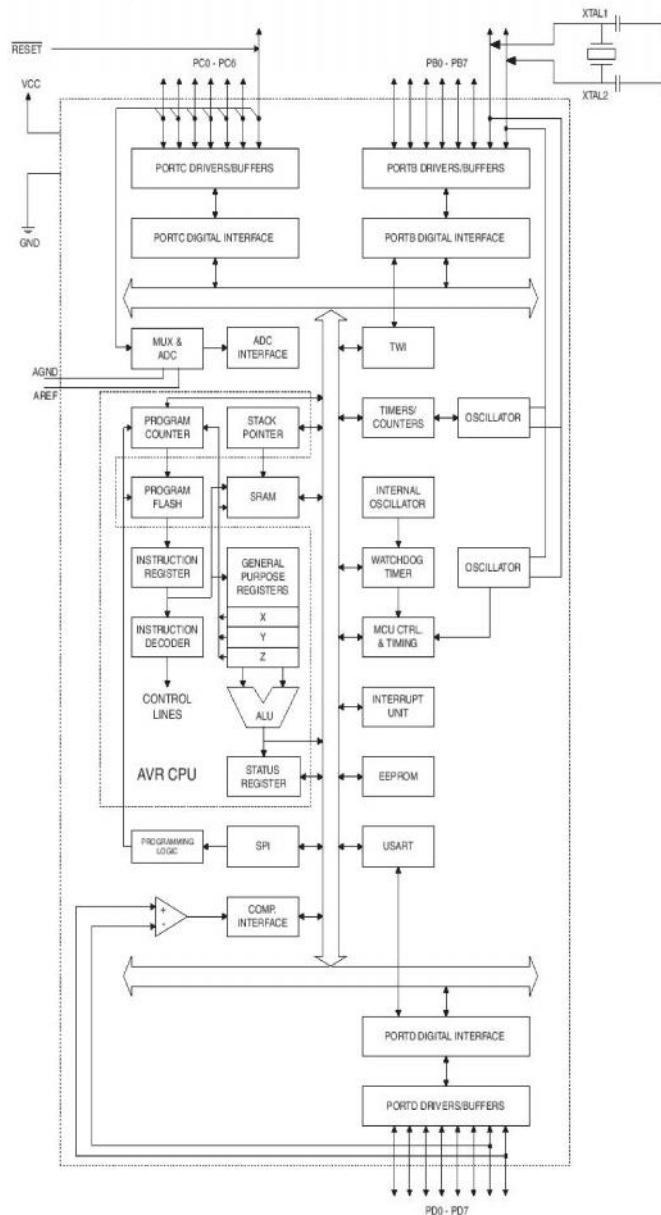 XTAL1
RESET
PC0 - PC6
PB0 - PB7
VCC
XTAL2
PORTC DRIVERS/BUFFERS
PORTB DRIVERS/BUFFERS
GND
PORTC DIGITAL INTERFACE
PORTB DIGITAL INTERFACE
MUX &
ADC
ADC
INTERFACE
TWI
AGND
AREF
PROGRAM
COUNTER
STACK
POINTER
TIMERS/
COUNTERS
OSCILLATOR
PROGRAM
FLASH
SRAM
INTERNAL
OSCILLATOR
INSTRUCTION
REGISTER
GENERAL
PURPOSE
REGISTERS
WATCHDOG
TIMER
OSCILLATOR
X
INSTRUCTION
DECODER
Y
MCU CTRL.
& TIMING
Z
CONTROL
LINES
ALU
INTERRUPT
UNIT
AVR CPU
STATUS
REGISTER
EEPROM
PROGRAMMING
LOGIC
SPI
USART
+
-
COMP.
INTERFACE
PORTD DIGITAL INTERFACE
PORTD DRIVERS/BUFFERS
PD0 - PD7